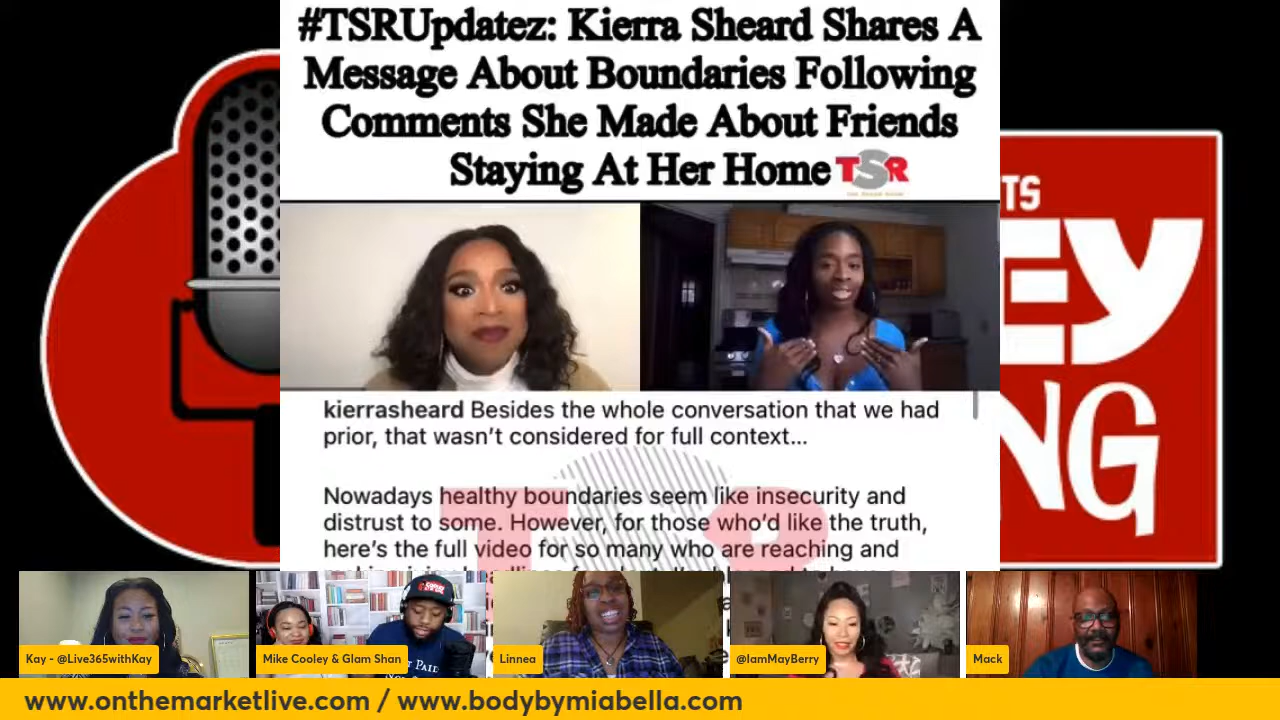 #TSRUpdatez: Kierra Sheard Shares A
Message About Boundaries Following
Comments She Made About Friends
Staying At Her Home TSR
TS
EY
NG
kierrasheard Besides the whole conversation that we had
prior, that wasn't considered for full context...
Nowadays healthy boundaries seem like insecurity and
distrust to some. However, for those who'd like the truth,
here's the full video for so many who are reaching and
Kay - @Live365withKay
Mike Cooley & Glam Shan
Linnea
@IamMayBerry
Mack
www.onthemarketlive.com / www.bodybymiabella.com